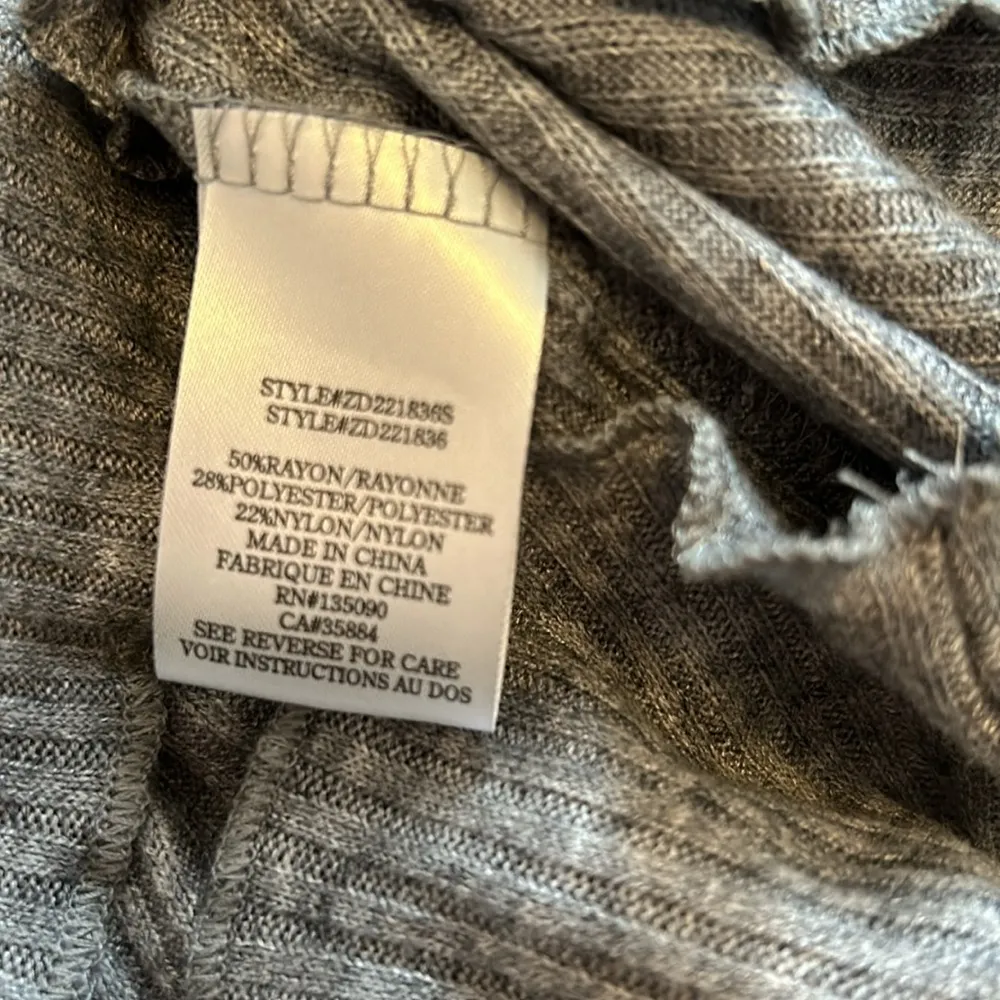 STYLE#ZD221836S
STYLE#ZD221836
50%RAYON/RAYONNE
28%POLYESTER/POLYESTER
22%NYLON/NYLON
MADE IN CHINA
FABRIQUE EN CHINE
RN#135090
CA#35884
SEE REVERSE FOR CARE
VOIR INSTRUCTIONS AU DOS